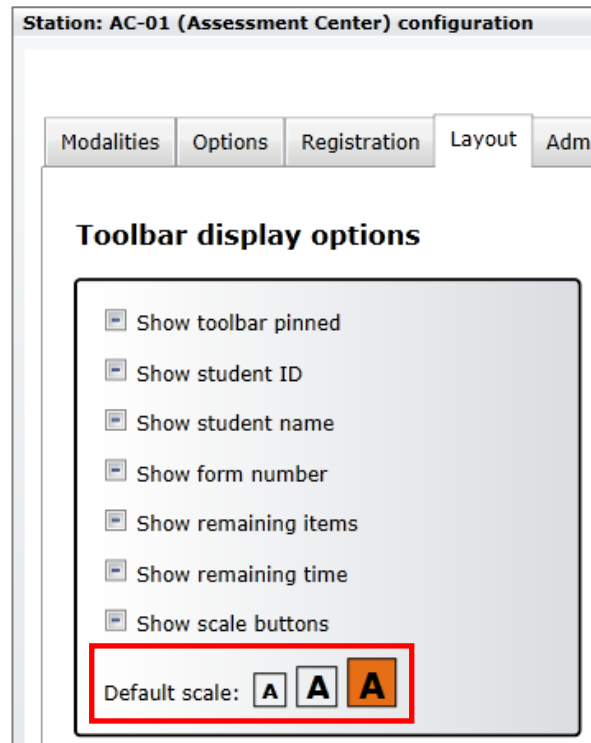 Station: AC-01 (Assessment Center) configuration
Modalities Options Registration Layout Adm
Toolbar display options
Show toolbar pinned
Show student ID
Show student name
Show form number
Show remaining items
Show remaining time
Show scale buttons
Default scale: A A A